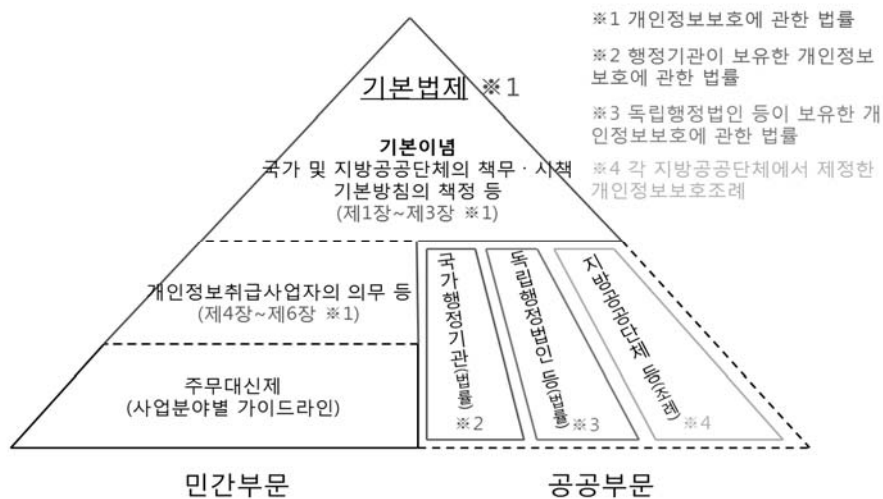 기본법제 ※1
기본이념
국가 및 지방공공단체의 책무ㆍ시책
기본방침의 책정 등
(제1장~제3장 ※1)
개인정보취급사업자의 의무 등
(제4장~제6장 ※1)
주무대신제
(사업분야별 가이드라인)
국가행정기관(법률)
※2
독립행정법인 등(법률)
※3
지방공공단체 등(조례)
※4
민간부문
공공부문
※1 개인정보보호에 관한 법률
※2 행정기관이 보유한 개인정보
보호에 관한 법률
※3 독립행정법인 등이 보유한 개
인정보보호에 관한 법률
※4 각 지방공공단체에서 제정한
개인정보보호조례